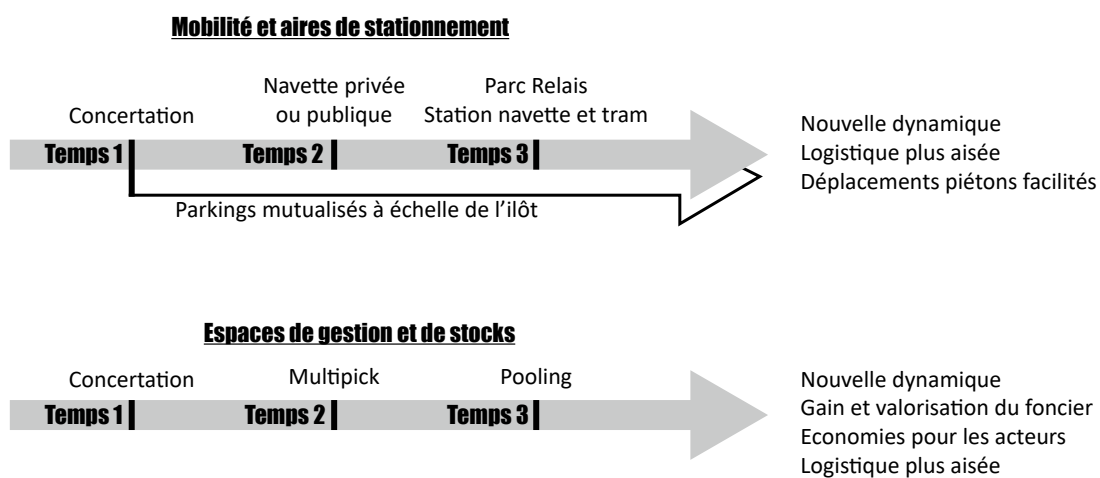 Mobilité et aires de stationnement
Concertation
Navette privée
ou publique
Parc Relais
Station navette et tram
Temps 1
Temps 2
Temps 3
Parkings mutualisés à échelle de l'ilôt
Nouvelle dynamique
Logistique plus aisée
Déplacements piétons facilités
Espaces de gestion et de stocks
Concertation
Multipick
Pooling
Temps 1
Temps 2
Temps 3
Nouvelle dynamique
Gain et valorisation du foncier
Economies pour les acteurs
Logistique plus aisée